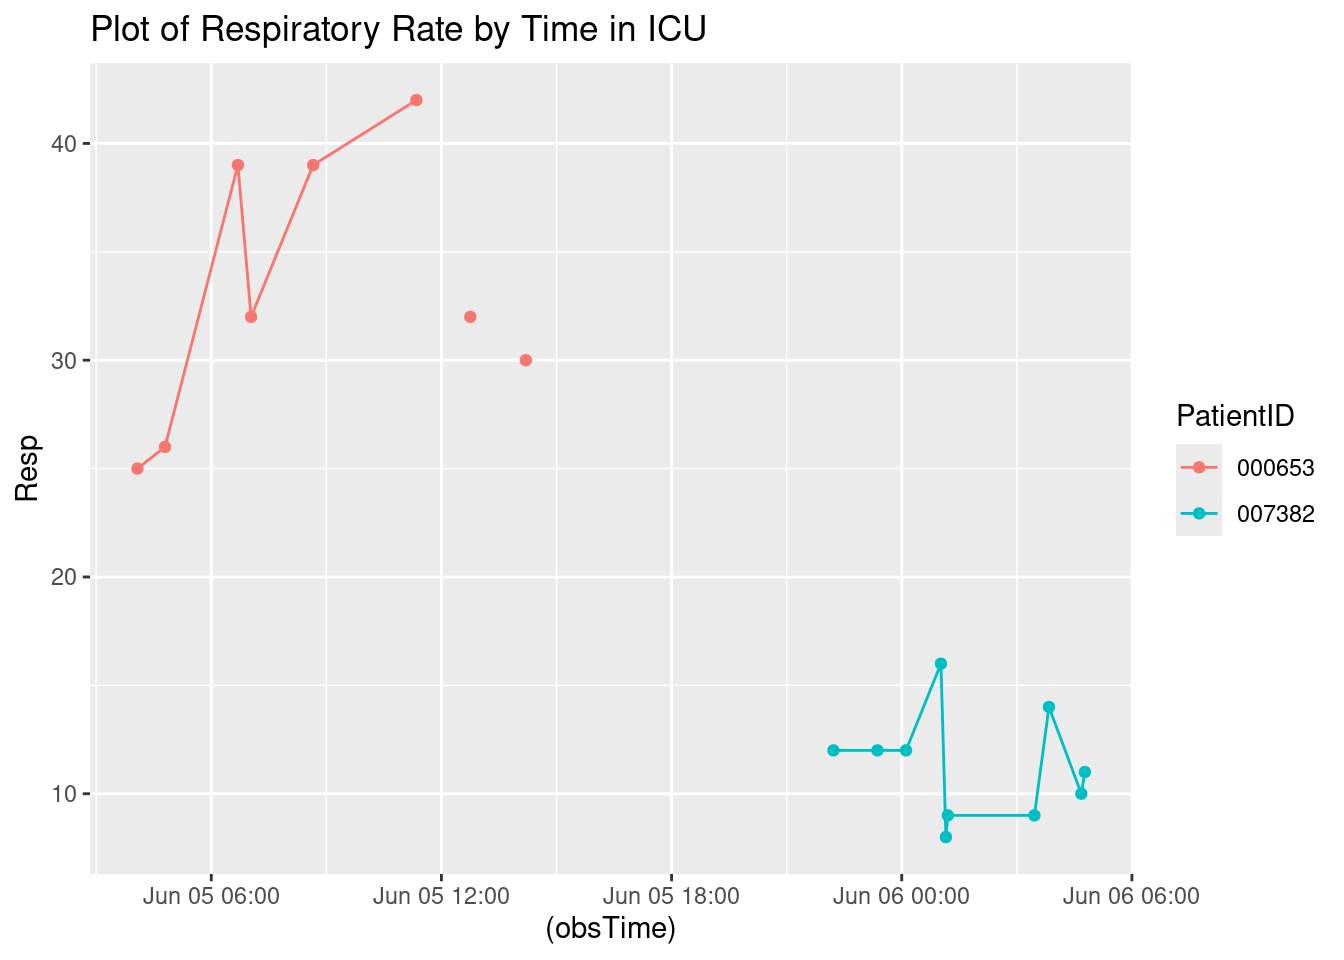 Plot of Respiratory Rate by Time in ICU
Resp
40
30
20
10
Jun 05 06:00
Jun 05 12:00
Jun 05 18:00
Jun 06 00:00
Jun 06 06:00
(obsTime)
PatientID
000653
007382